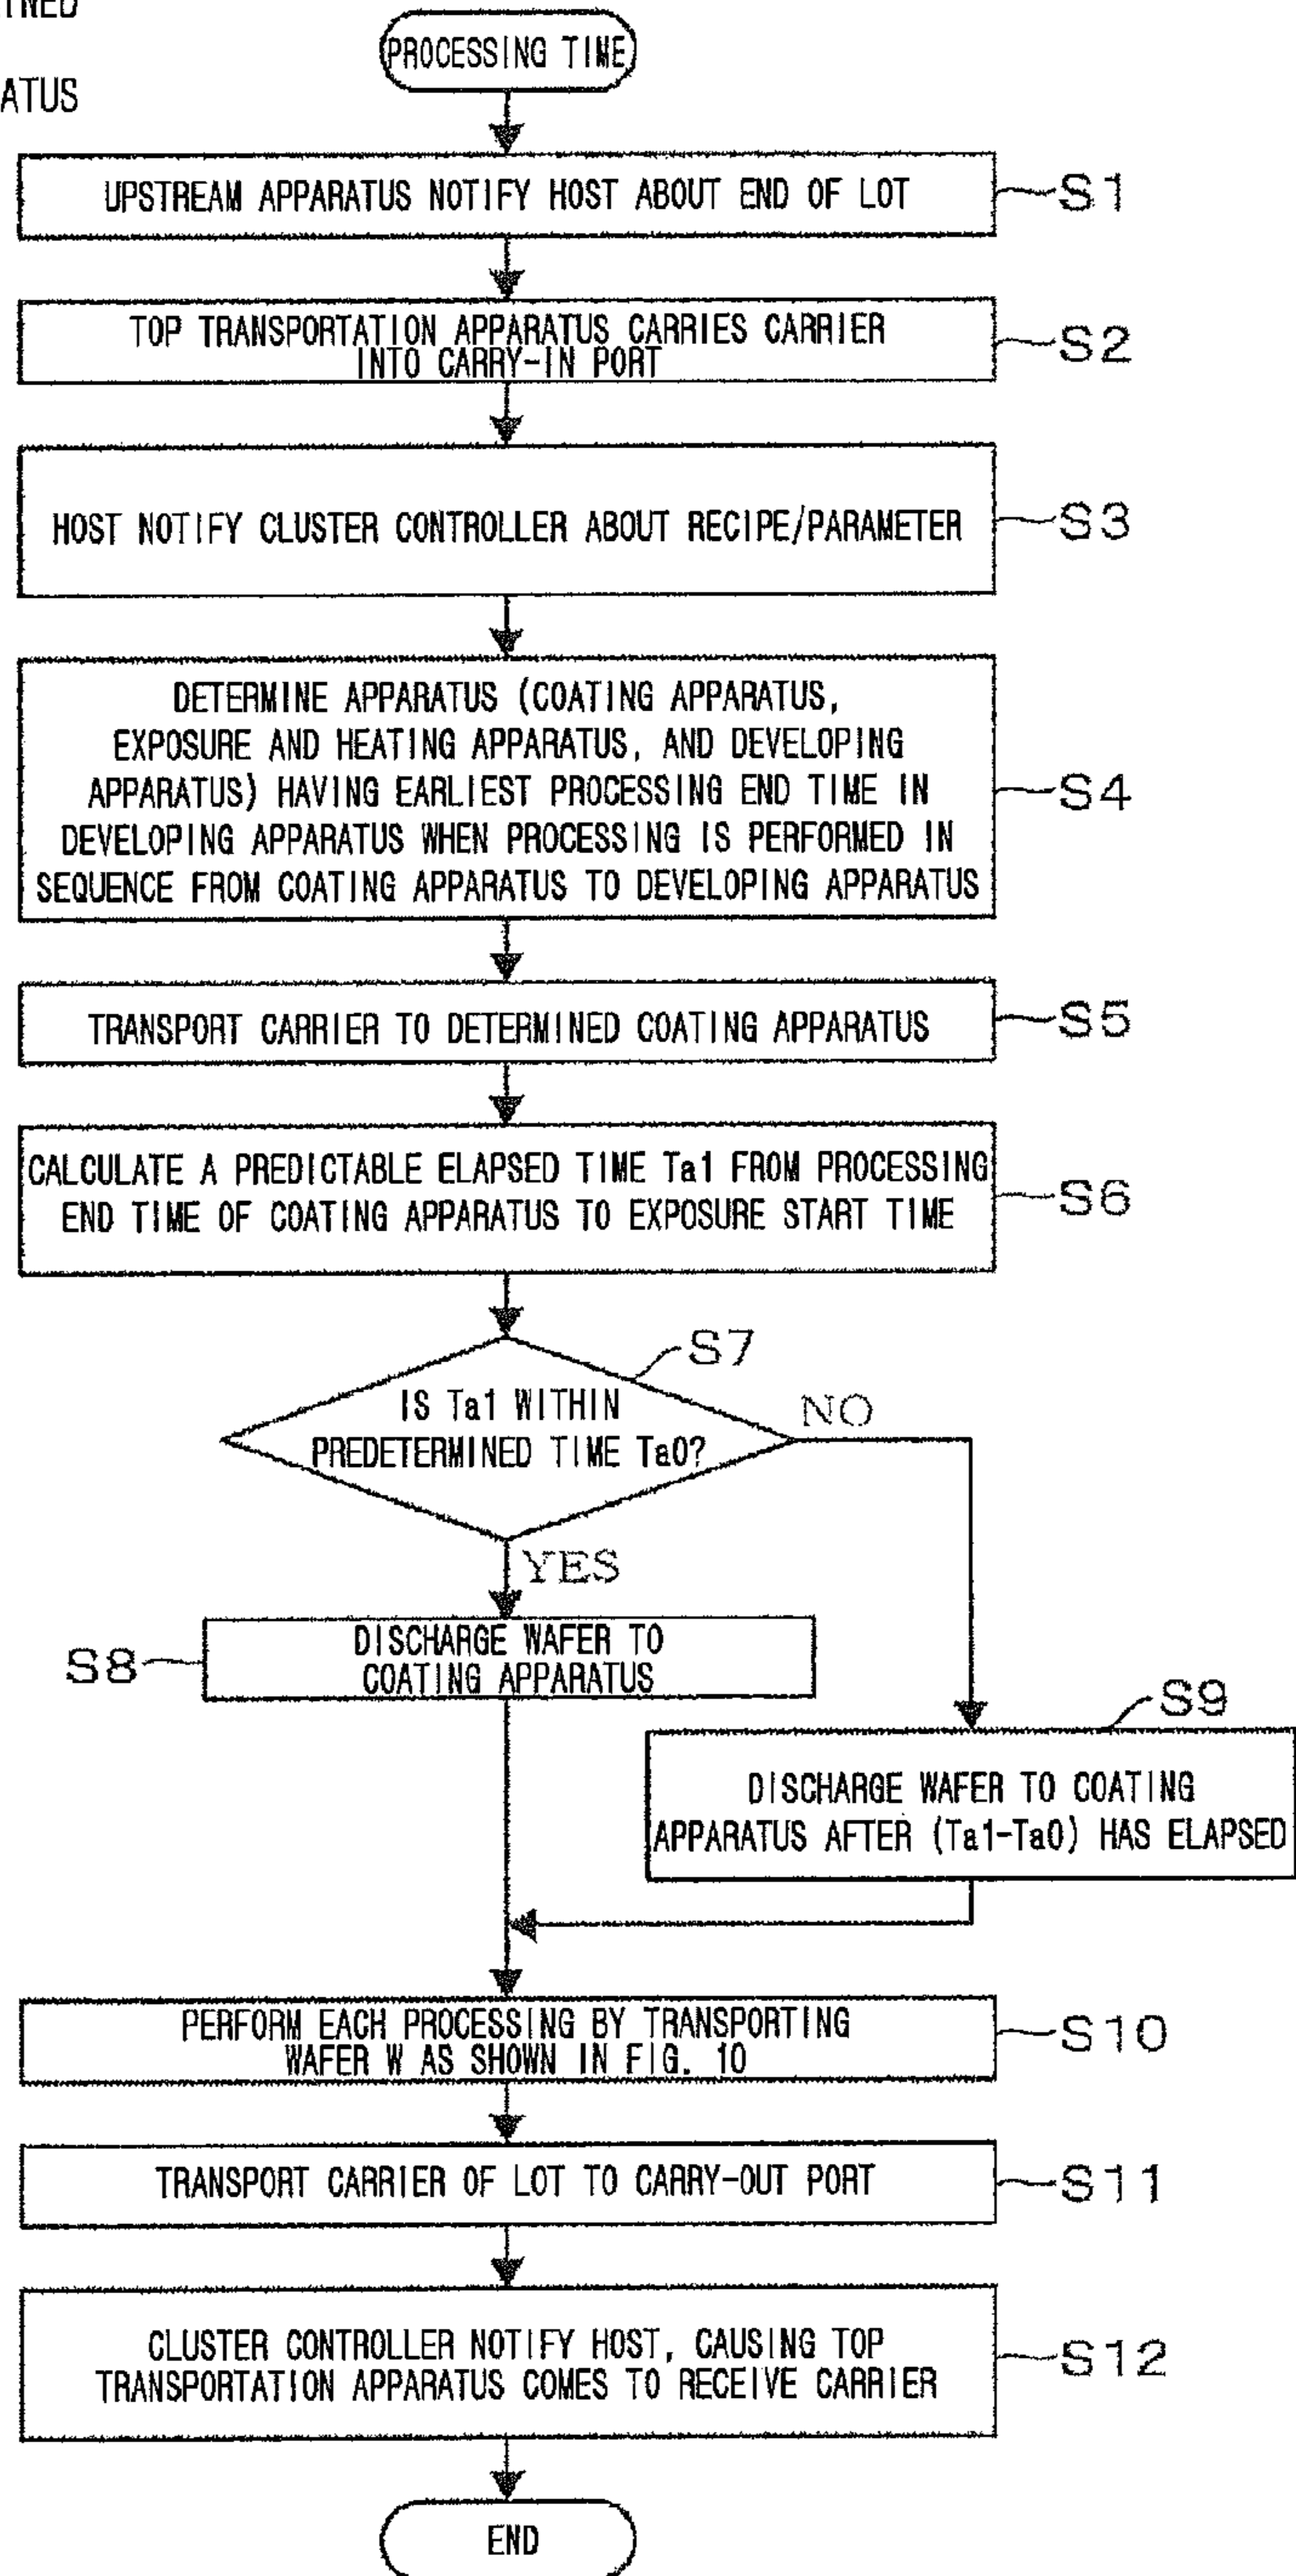 ATUS
PROCESSING TIME
UPSTREAM APPARATUS NOTIFY HOST ABOUT END OF LOT
S1
TOP TRANSPORTATION APPARATUS CARRIES CARRIER
INTO CARRY-IN PORT
S2
HOST NOTIFY CLUSTER CONTROLLER ABOUT RECIPE/PARAMETER
S3
DETERMINE APPARATUS (COATING APPARATUS,
EXPOSURE AND HEATING APPARATUS, AND DEVELOPING
APPARATUS) HAVING EARLIEST PROCESSING END TIME IN
DEVELOPING APPARATUS WHEN PROCESSING IS PERFORMED IN
SEQUENCE FROM COATING APPARATUS TO DEVELOPING APPARATUS
S4
TRANSPORT CARRIER TO DETERMINED COATING APPARATUS
S5
CALCULATE A PREDICTABLE ELAPSED TIME Ta1 FROM PROCESSING
END TIME OF COATING APPARATUS TO EXPOSURE START TIME
S6
S7
IS Ta1 WITHIN
PREDETERMINED TIME Ta0?
NO
YES
S8
DISCHARGE WAFER TO
COATING APPARATUS
S9
DISCHARGE WAFER TO COATING
APPARATUS AFTER (Ta1-Ta0) HAS ELAPSED
PERFORM EACH PROCESSING BY TRANSPORTING
WAFER W AS SHOWN IN FIG. 10
S10
TRANSPORT CARRIER OF LOT TO CARRY-OUT PORT
S11
CLUSTER CONTROLLER NOTIFY HOST, CAUSING TOP
TRANSPORTATION APPARATUS COMES TO RECEIVE CARRIER
S12
END